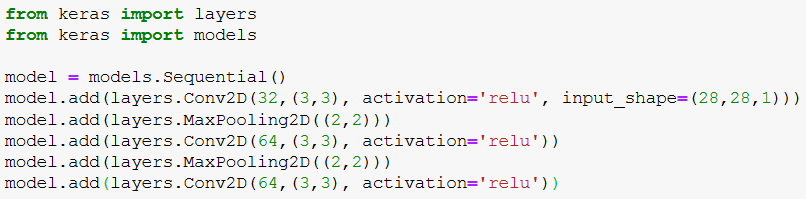 from keras import layers
from keras import models
model = models.Sequential()
model.add(layers.Conv2D(32,(3,3), activation='relu', input_shape=(28,28,1)))
model.add(layers.MaxPooling2D((2,2)))
model.add(layers.Conv2D(64,(3,3), activation='relu'))
model.add(layers.MaxPooling2D((2,2)))
model.add(layers.Conv2D(64,(3,3), activation='relu'))